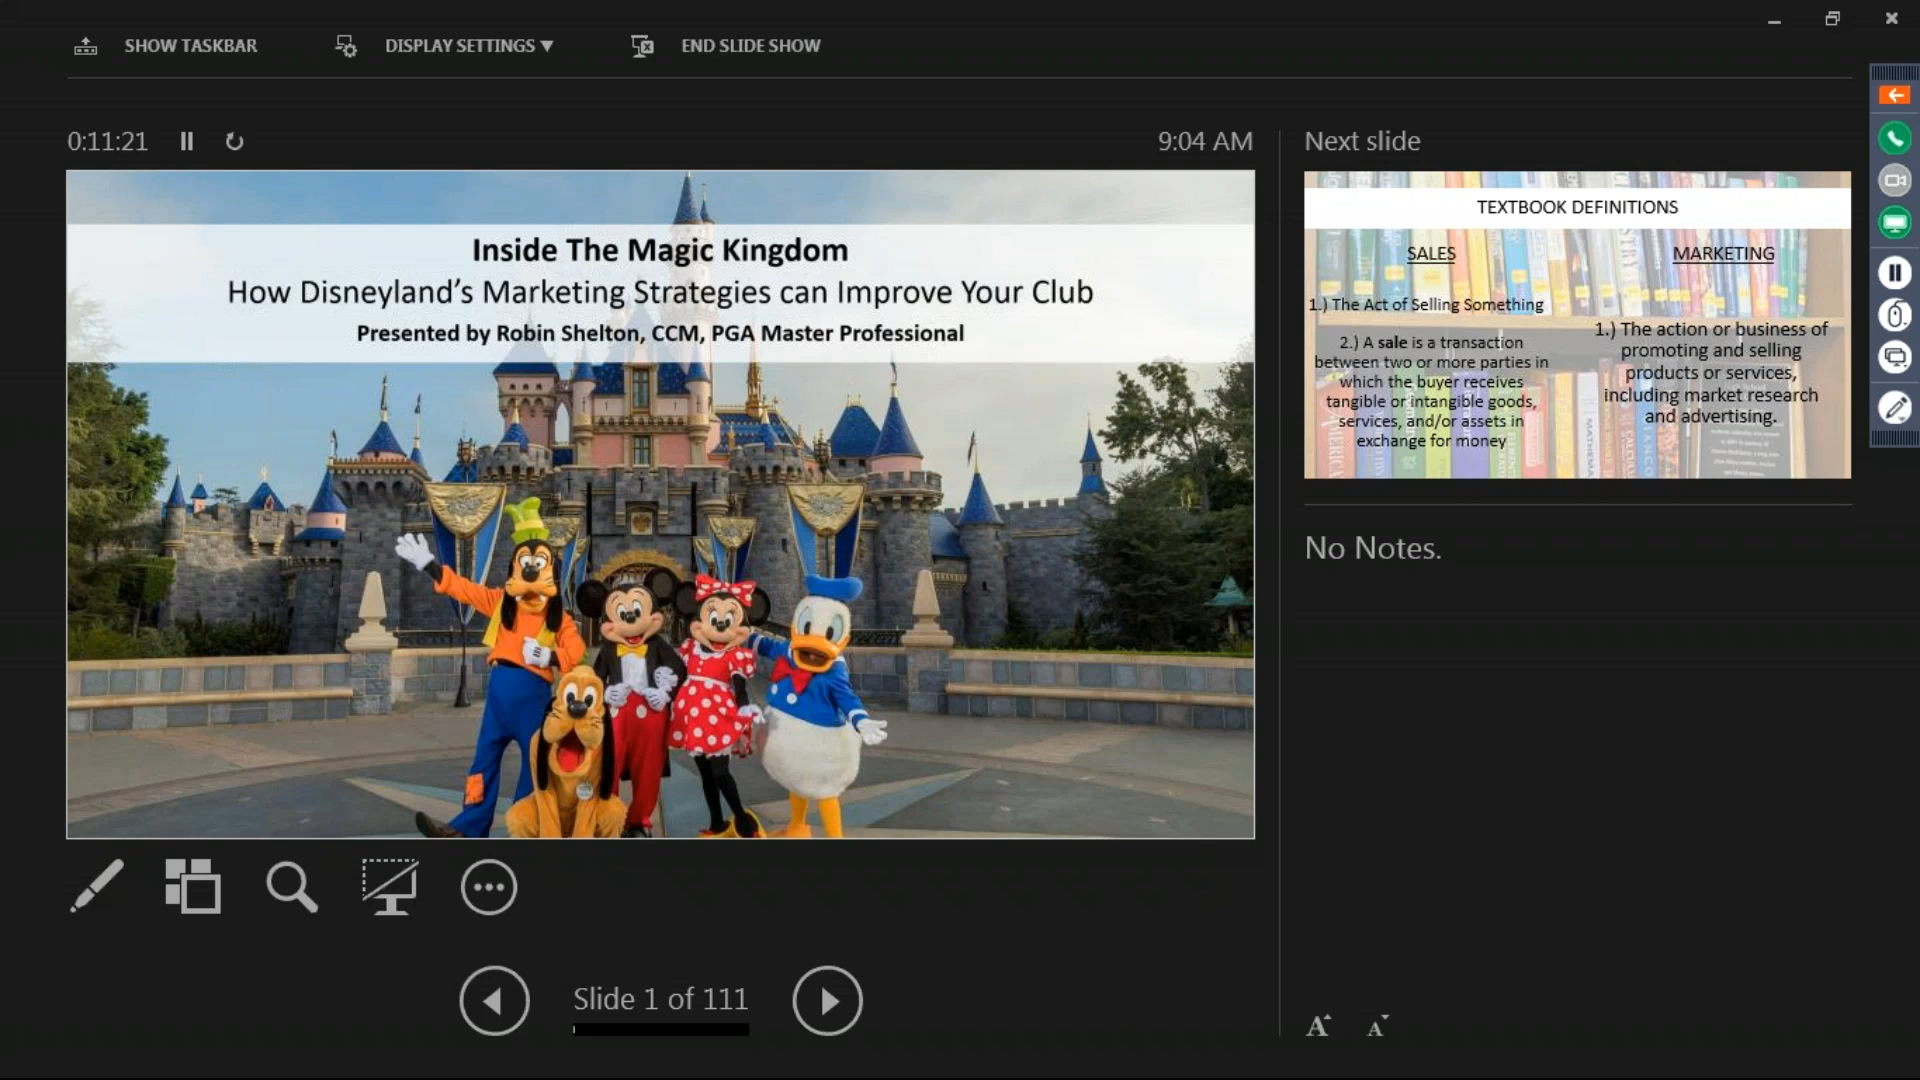 SHOW TASKBAR
DISPLAY SETTINGS ▼
END SLIDE SHOW
0:11:21
9:04 AM
Inside The Magic Kingdom
How Disneyland's Marketing Strategies can Improve Your Club
Presented by Robin Shelton, CCM, PGA Master Professional
Slide 1 of 111
Next slide
TEXTBOOK DEFINITIONS
SALES
1.) The Act of Selling Something
2.) A sale is a transaction
between two or more parties in
which the buyer receives
tangible or intangible goods,
services, and/or assets in
exchange for money
MARKETING
1.) The action or business of
promoting and selling
products or services,
including market research
and advertising.
No Notes.
A A